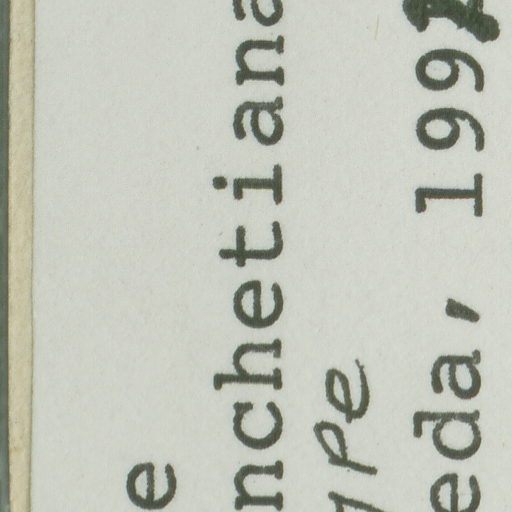 e
nchetiana
ype
eda, 199